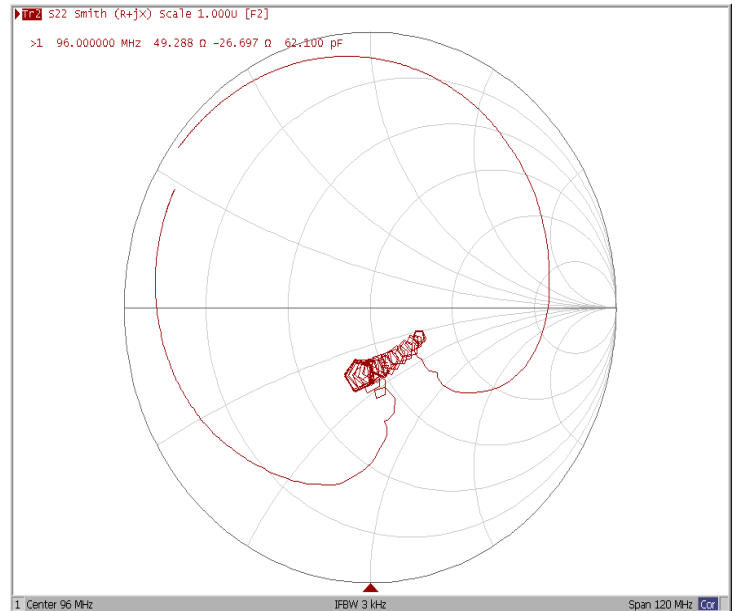 Tr2 S22 Smith (R+jX) Scale 1.000U [F2]
>1 96.000000 MHz 49.288 Ω -26.697 Ω 62.100 pF
1 Center 96 MHz IFBW 3 kHz Span 120 MHz Cor